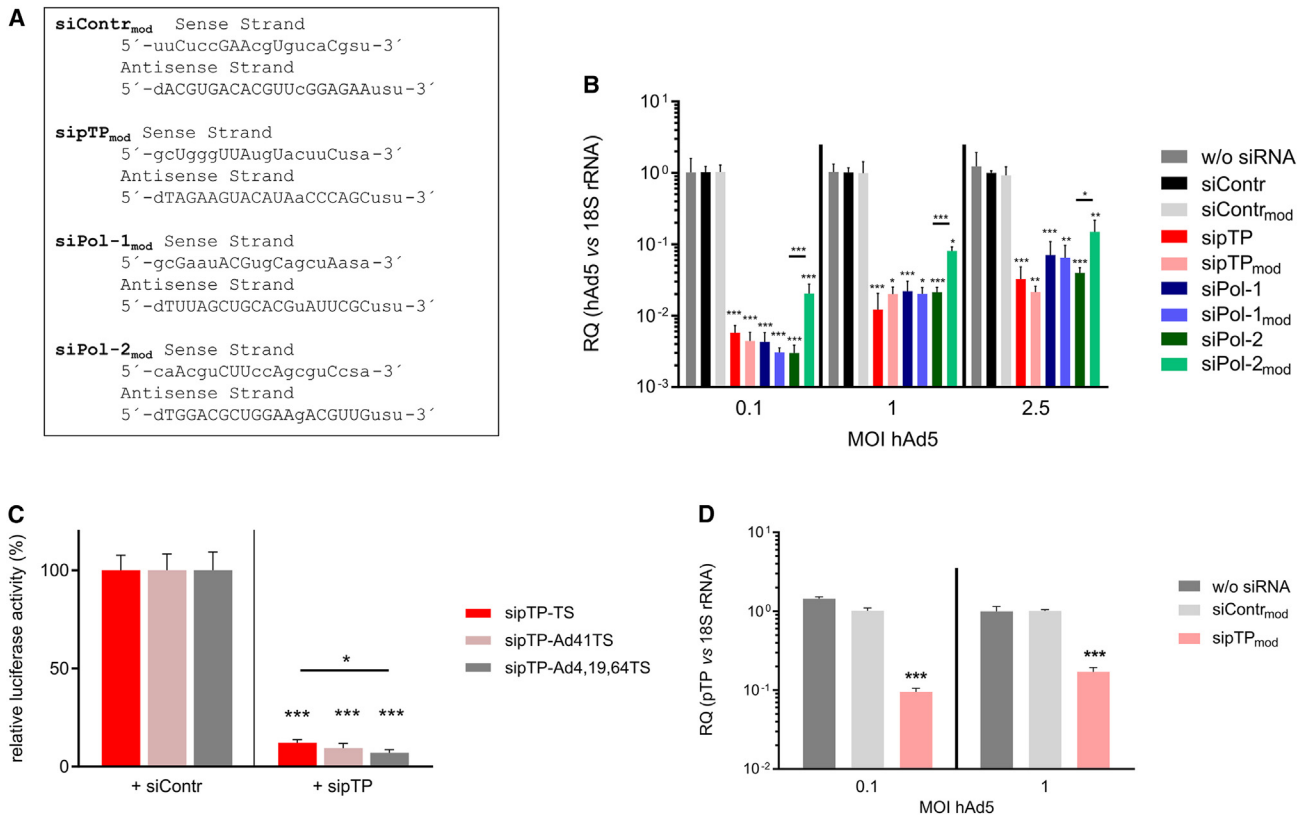 A
siContrmod Sense Strand
5´-uuCuccGAAcgUgucaCgsu-3´
Antisense Strand
5´-dACGUGACACGUUcGGAGAAusu-3´
sipTPmod Sense Strand
5´-gcUgggUUAugUacuuCusa-3´
Antisense Strand
5´-dTAGAAGUACAUAaCCCAGCusu-3´
siPol-1mod Sense Strand
5´-gcGaauACGugCagcuAasa-3´
Antisense Strand
5´-dTUUAGCUGCACGuAUUCGCusu-3´
siPol-2mod Sense Strand
5´-caAcguCUUccAgcguCcsa-3´
Antisense Strand
5´-dTGGACGCUGGAAgACGUUGusu-3´
B
RQ (hAd5 vs 18S rRNA)
10¹
10⁰
10⁻¹
10⁻²
10⁻³
*** *** *** *** *** *** ***
*** * *** * *** * ***
*** ** *** ** *** ** *
0.1 1 2.5
MOI hAd5
w/o siRNA
siContr
siContrmod
sipTP
sipTPmod
siPol-1
siPol-1mod
siPol-2
siPol-2mod
C
relative luciferase activity (%)
100
50
0
*
*** *** ***
+ siContr + sipTP
sipTP-TS
sipTP-Ad41TS
sipTP-Ad4,19,64TS
D
RQ (pTP vs 18S rRNA)
10¹
10⁰
10⁻¹
10⁻²
*** ***
0.1 1
MOI hAd5
w/o siRNA
siContrmod
sipTPmod